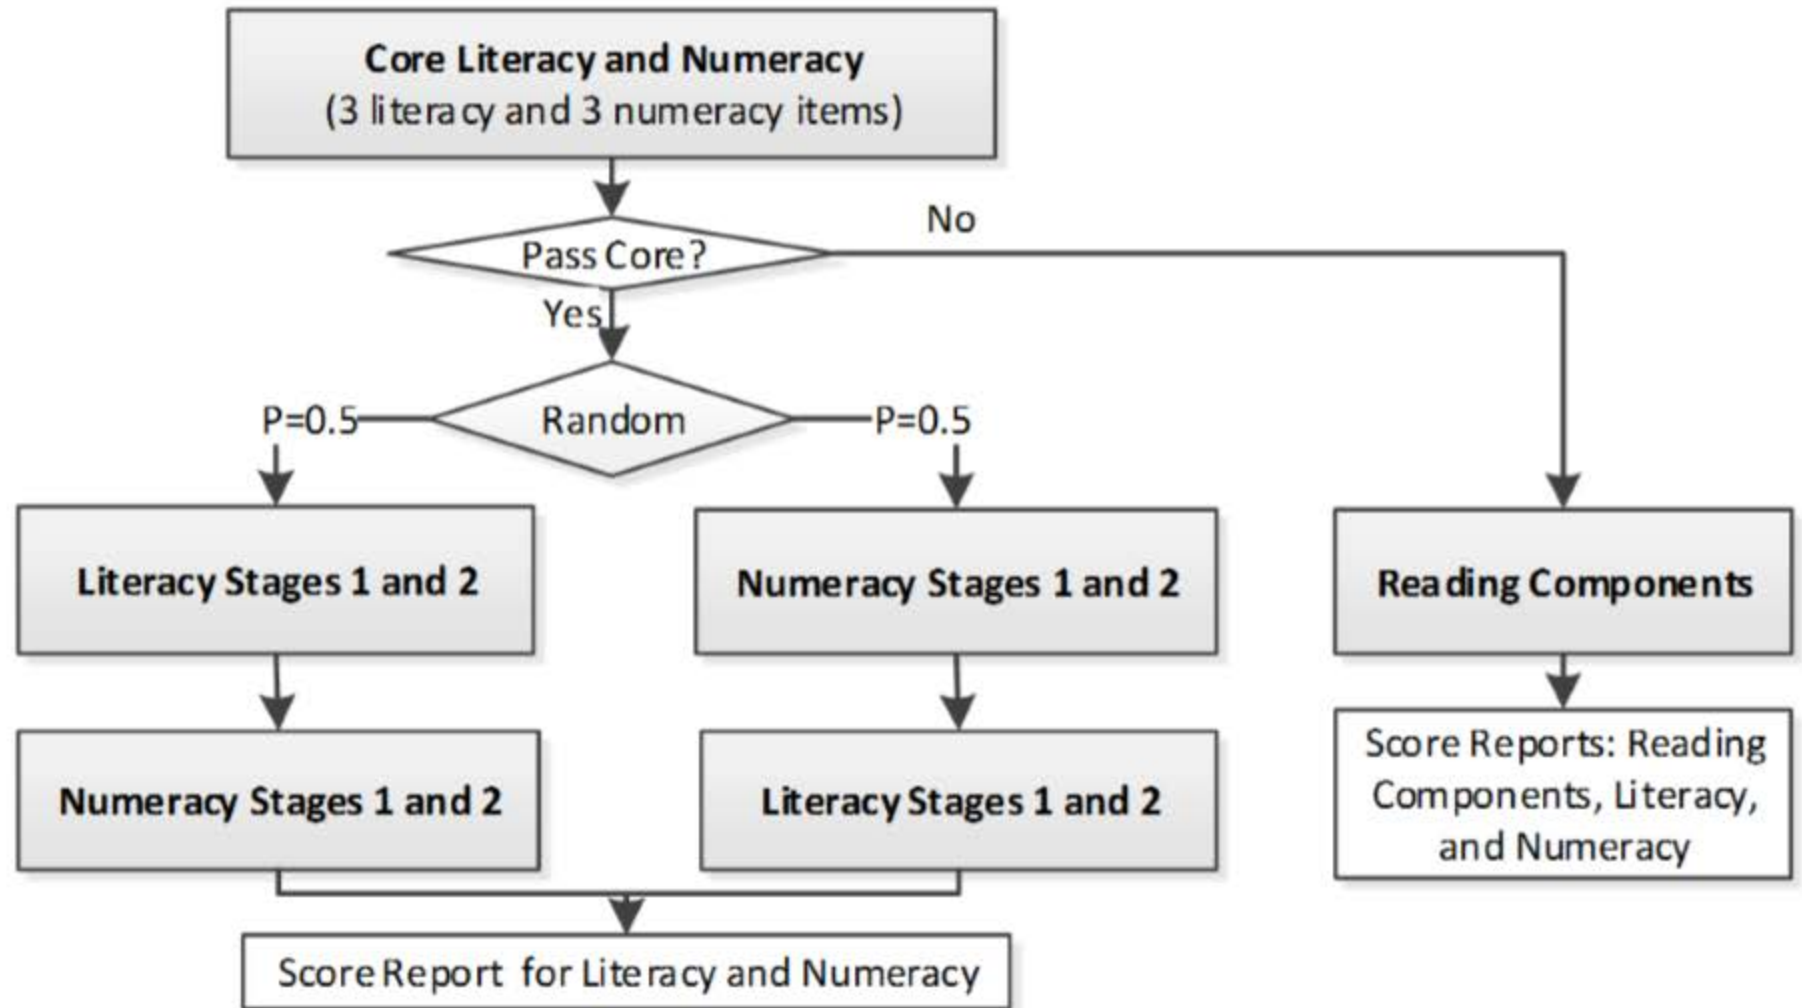 Core Literacy and Numeracy
(3 literacy and 3 numeracy items)
No
Pass Core?
Yes
P=0.5
Random
P=0.5
Literacy Stages 1 and 2
Numeracy Stages 1 and 2
Reading Components
Numeracy Stages 1 and 2
Literacy Stages 1 and 2
Score Reports: Reading
Components, Literacy,
and Numeracy
Score Report for Literacy and Numeracy